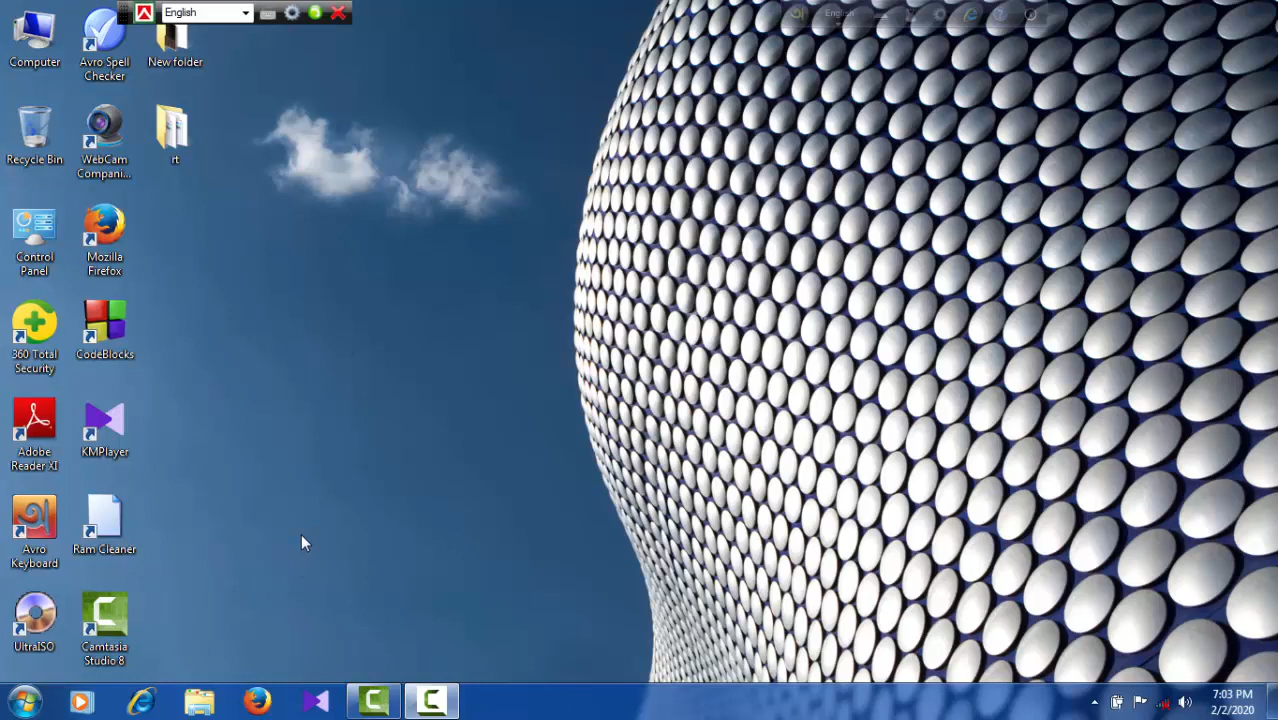 English
English
Computer
Avro Spell
Checker
New folder
Recycle Bin
WebCam
Compani...
rt
Control
Panel
Mozilla
Firefox
360 Total
Security
CodeBlocks
Adobe
Reader XI
KMPlayer
Avro
Keyboard
Ram Cleaner
UltraISO
Camtasia
Studio 8
7:03 PM
2/2/2020